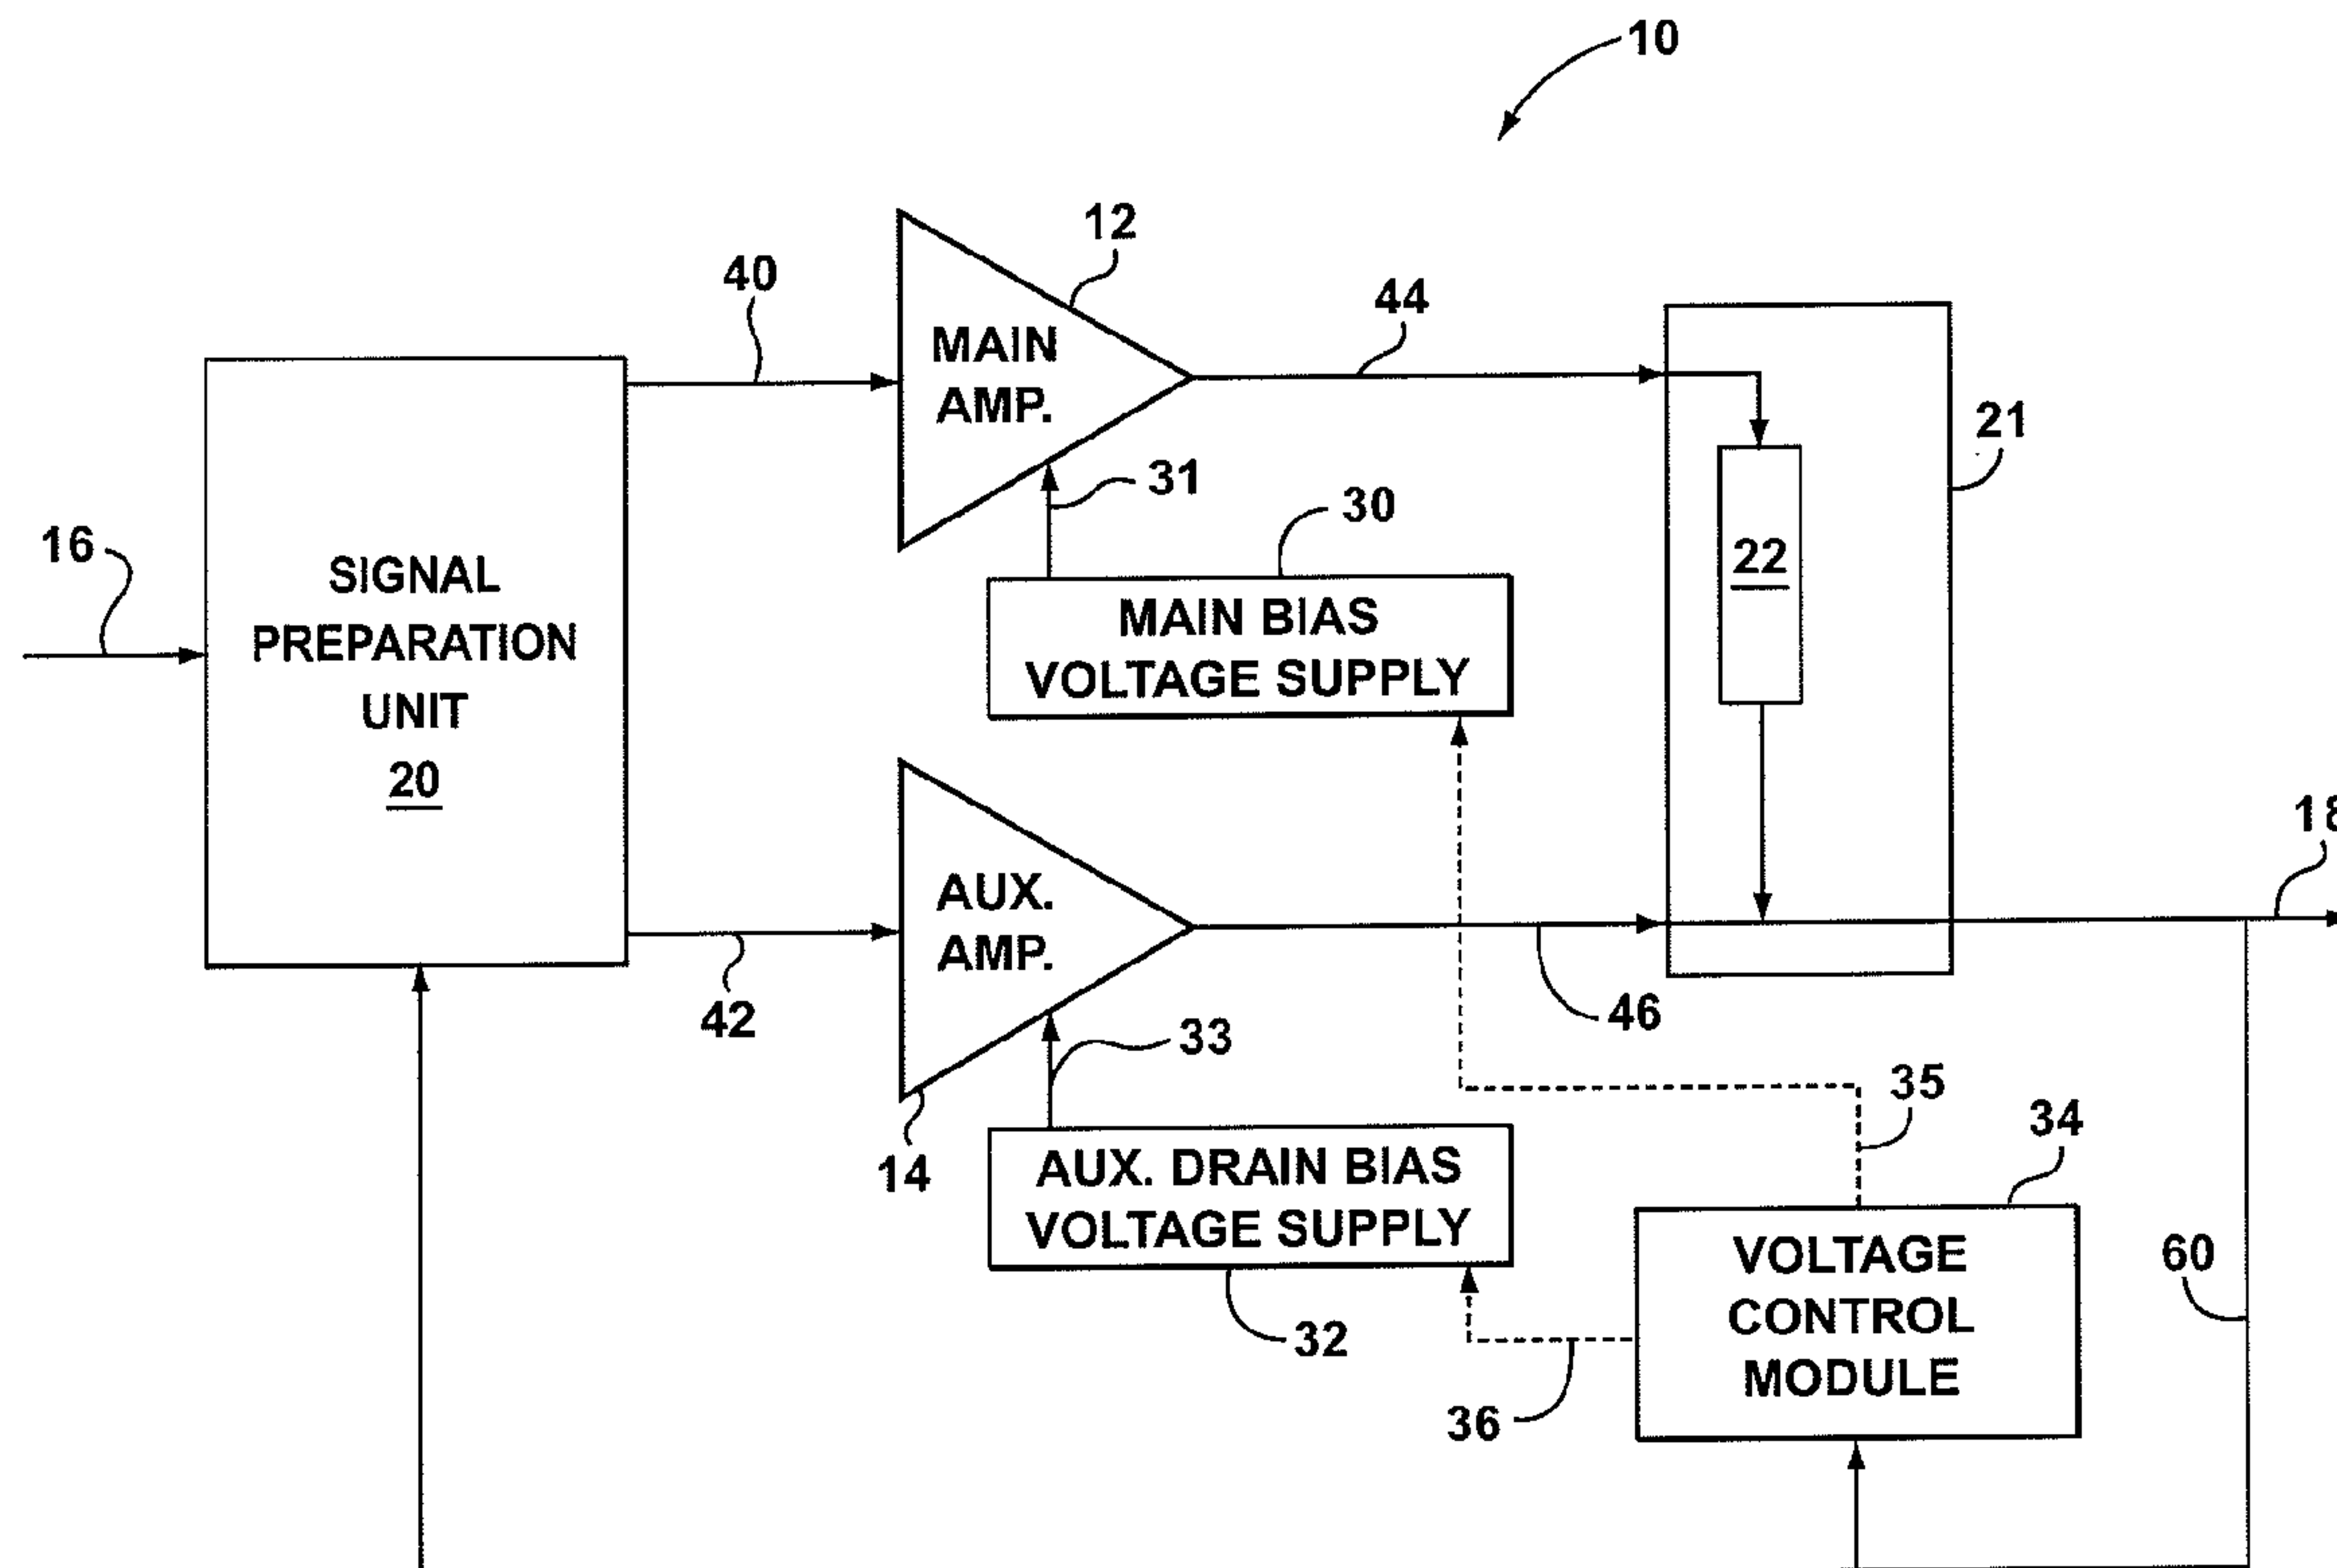 10
12
40
44
MAIN
AMP.
21
31
30
16
22
SIGNAL
PREPARATION
UNIT
20
MAIN BIAS
VOLTAGE SUPPLY
18
AUX.
AMP.
42
46
33
35
34
14
AUX. DRAIN BIAS
VOLTAGE SUPPLY
60
VOLTAGE
CONTROL
MODULE
32
36